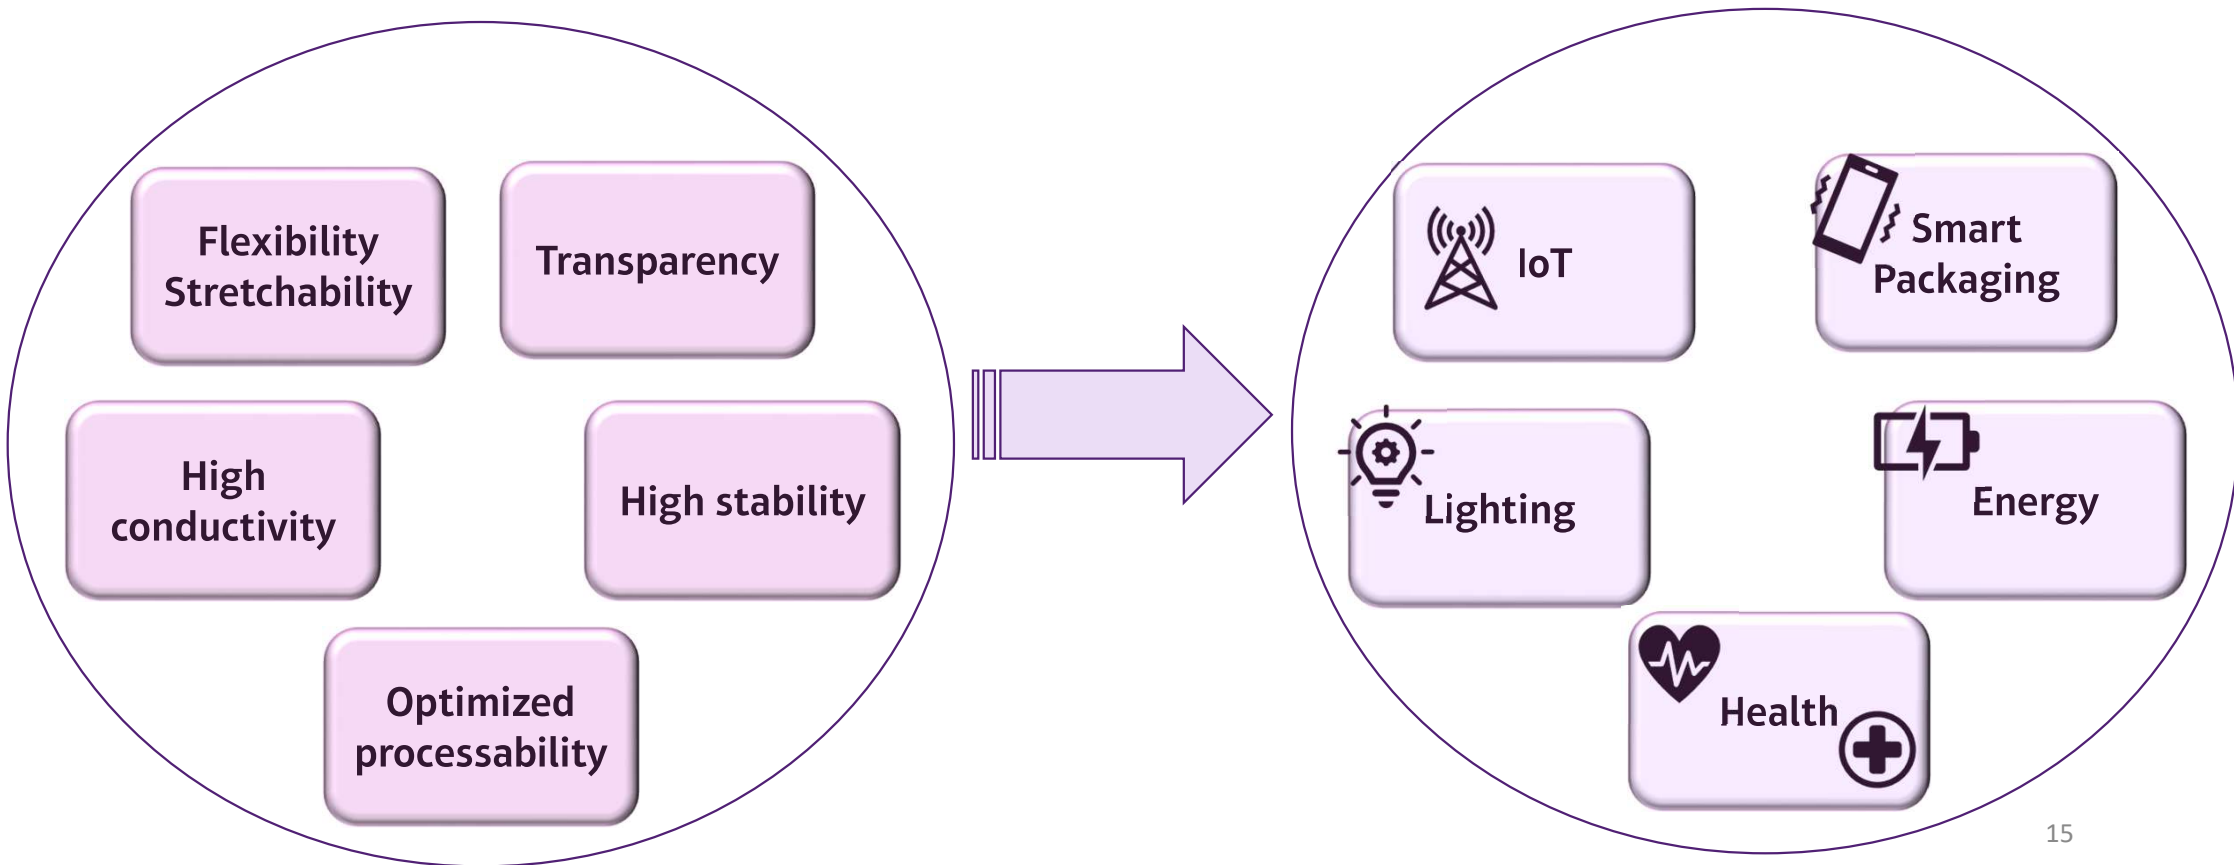 Flexibility
Stretchability
Transparency
High
conductivity
High stability
Optimized
processability
IoT
Smart
Packaging
Lighting
Energy
Health
15